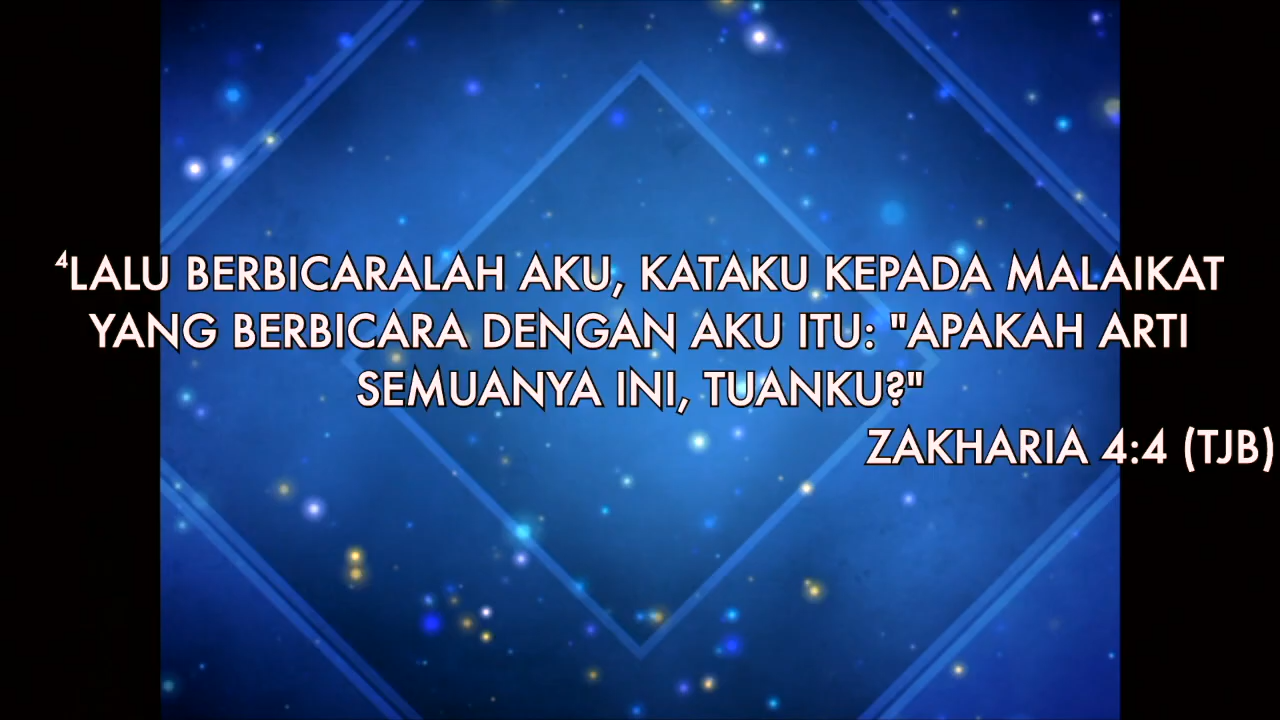 ⁴LALU BERBICARALAH AKU, KATAKU KEPADA MALAIKAT
YANG BERBICARA DENGAN AKU ITU: "APAKAH ARTI
SEMUANYA INI, TUANKU?"
ZAKHARIA 4:4 (TJB)